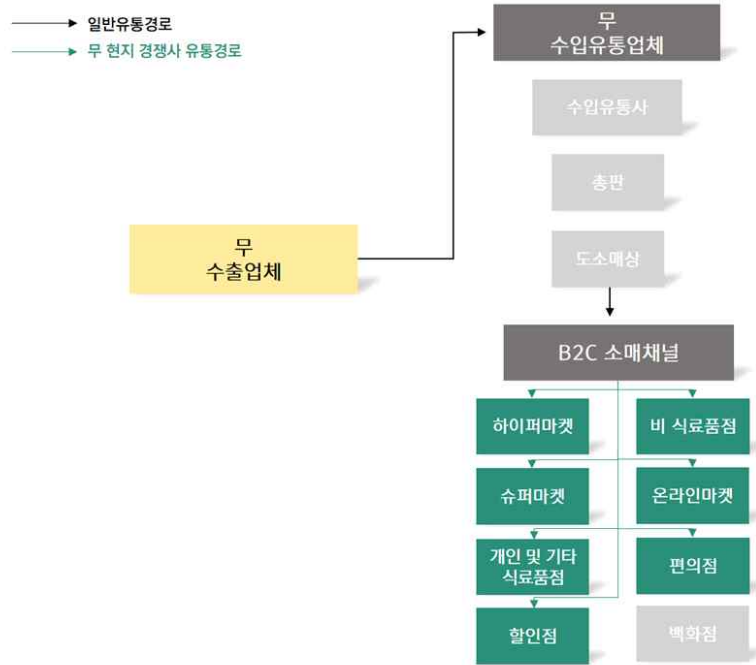 일반유통경로
무 현지 경쟁사 유통경로
무
수입유통업체
수입유통사
총판
도소매상
무
수출업체
B2C 소매채널
하이퍼마켓
비 식료품점
슈퍼마켓
온라인마켓
개인 및 기타
식료품점
편의점
할인점
백화점